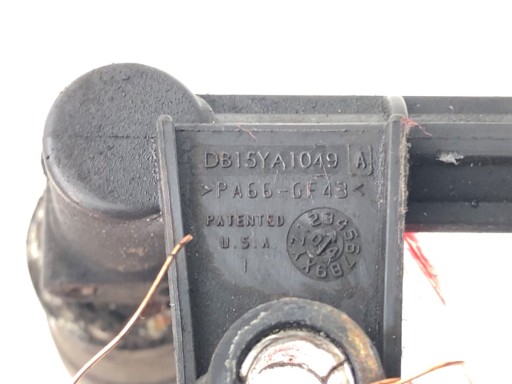 DB15YA1049 A
>PA66-GF43<
PATENTED
U.S.A
1